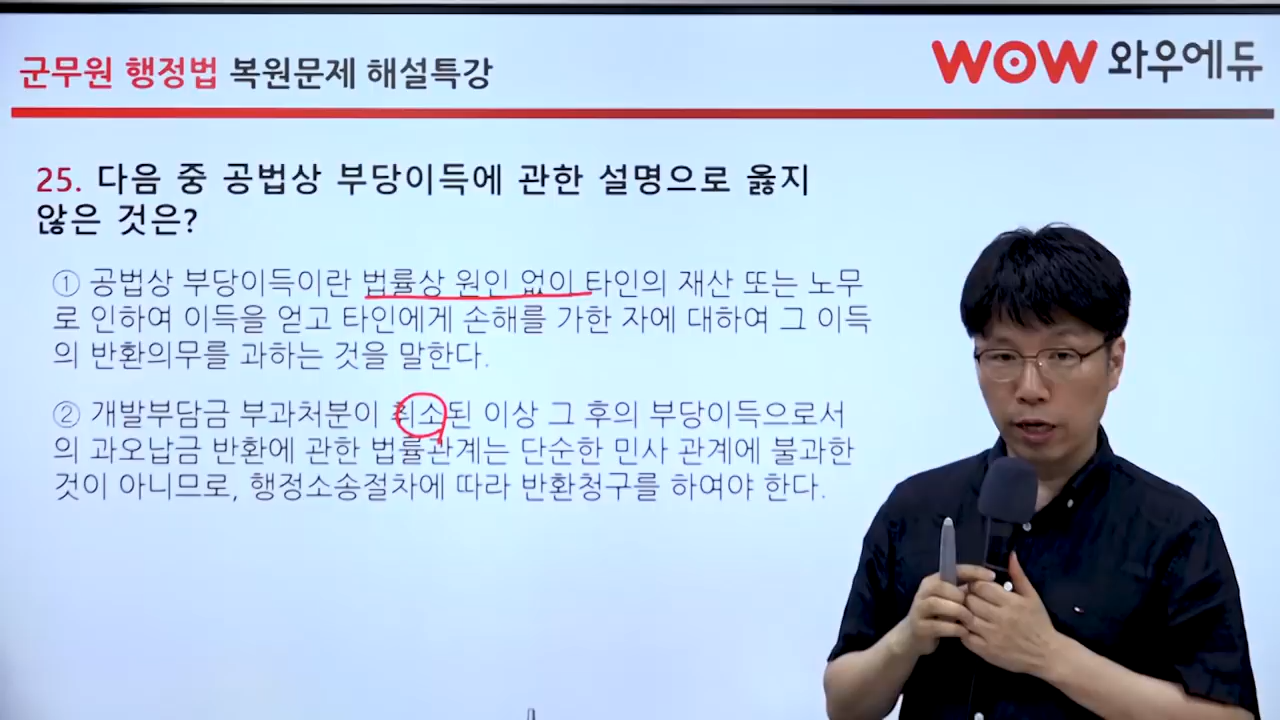 군무원 행정법 복원문제 해설특강
WOW 와우에듀
25. 다음 중 공법상 부당이득에 관한 설명으로 옳지
않은 것은?
① 공법상 부당이득이란 법률상 원인 없이 타인의 재산 또는 노무
로 인하여 이득을 얻고 타인에게 손해를 가한 자에 대하여 그 이득
의 반환의무를 과하는 것을 말한다.
② 개발부담금 부과처분이 취소된 이상 그 후의 부당이득으로서
의 과오납금 반환에 관한 법률관계는 단순한 민사 관계에 불과한
것이 아니므로, 행정소송절차에 따라 반환청구를 하여야 한다.